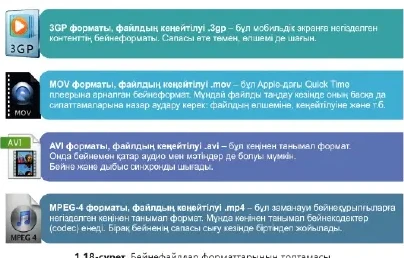 3GP форматы, файлдың кеңейтілуі .3gp – бұл мобильдік экранға негізделген
контенттің бейнеформаты. Сапасы өте төмен, өлшемі де шағын.
3GP
MOV форматы, файлдың кеңейтілуі .mov – бұл Apple-дағы Quick Time
плеерына арналған бейнеформат. Мұндай файлды таңдау кезінде оның басқа да
сипаттамаларына назар аудару керек: файлдың өлшеміне, кеңейтілуіне және т.б.
MOV
AVI
AVI форматы, файлдың кеңейтілуі .avi – бұл кеңінен танымал формат.
Онда бейнемен қатар аудио мен мәтіндер де болуы мүмкін.
Бейне және дыбыс синхронды шығады.
MPEG-4 форматы, файлдың кеңейтілуі .mp4 – бұл заманауи бейнеқұрылғыларға
негізделген кеңінен танымал формат. Мұнда кеңінен танымал бейнекодектер
(codec) енеді. Бірақ бейненің сапасы сығу кезінде біртіндеп жойылады.
MPEG 4
1.18-сурет. Бейнефайлдар форматтарының топтамасы